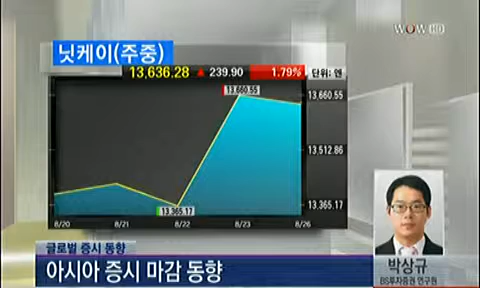 WOW HD
닛케이(주중)
13,636.28 ▲ 239.90 1.79% 단위: 엔
13,660.55
13,660.55
13,512.86
13,365.17
13,365.17
8/20 8/21 8/22 8/23 8/26
글로벌 증시 동향
아시아 증시 마감 동향
박상규
BS투자증권 연구원